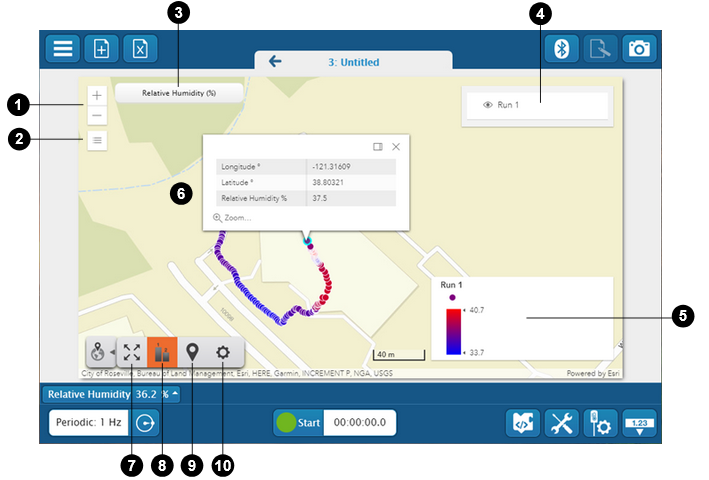 3
4
3: Untitled
1
+
−
Relative Humidity (%)
Run 1
2
Longitude °
-121.31609
Latitude °
38.80321
Relative Humidity %
37.5
6
Zoom...
Run 1
40.7
33.7
5
40 m
City of Roseville, Bureau of Land Management, Esri, HERE, Garmin, INCREMENT P, NGA, USGS
Powered by Esri
Relative Humidity 36.2 %
Periodic: 1 Hz
Start
00:00:00.0
1.23
7
8
9
10